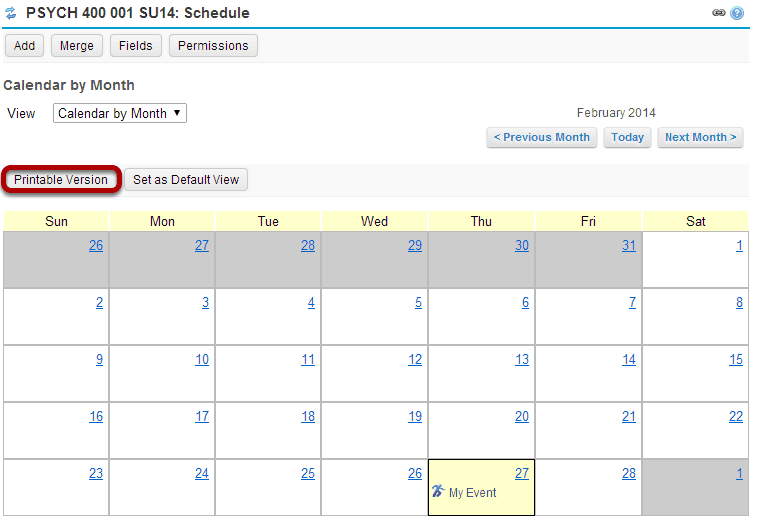 PSYCH 400 001 SU14: Schedule
Add Merge Fields Permissions
Calendar by Month
View Calendar by Month February 2014
< Previous Month Today Next Month >
Printable Version Set as Default View
Sun Mon Tue Wed Thu Fri Sat
26 27 28 29 30 31 1
2 3 4 5 6 7 8
9 10 11 12 13 14 15
16 17 18 19 20 21 22
23 24 25 26 27 28 1
My Event